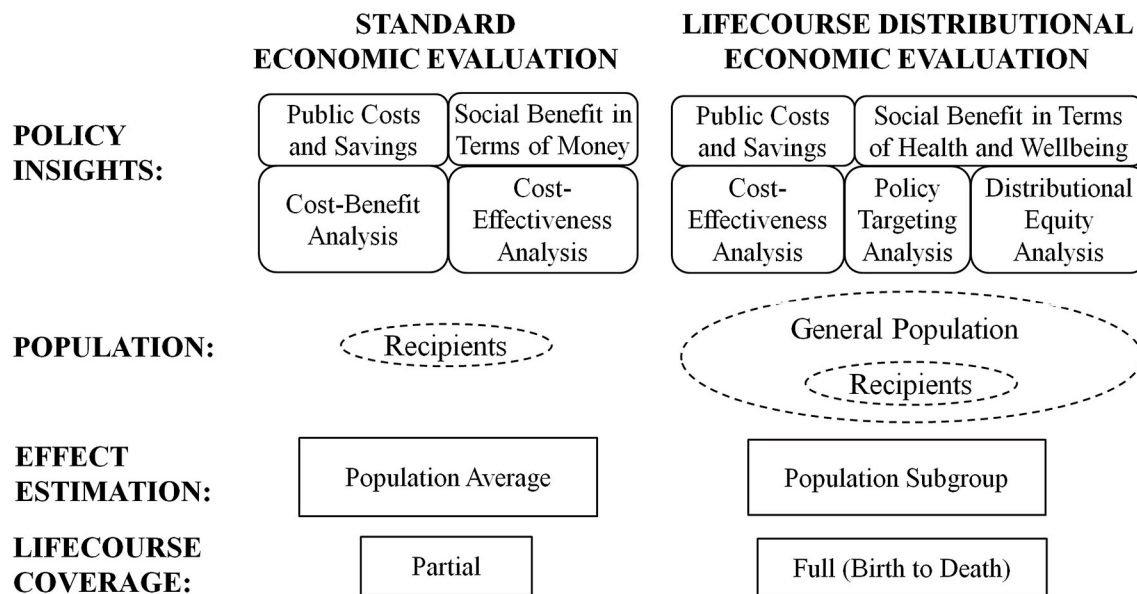 STANDARD
ECONOMIC EVALUATION
LIFECOURSE DISTRIBUTIONAL
ECONOMIC EVALUATION
POLICY
INSIGHTS:
Public Costs
and Savings
Social Benefit in
Terms of Money
Cost-Benefit
Analysis
Cost-
Effectiveness
Analysis
Public Costs
and Savings
Social Benefit in Terms
of Health and Wellbeing
Cost-
Effectiveness
Analysis
Policy
Targeting
Analysis
Distributional
Equity
Analysis
POPULATION:
Recipients
General Population
Recipients
EFFECT
ESTIMATION:
Population Average
Population Subgroup
LIFECOURSE
COVERAGE:
Partial
Full (Birth to Death)